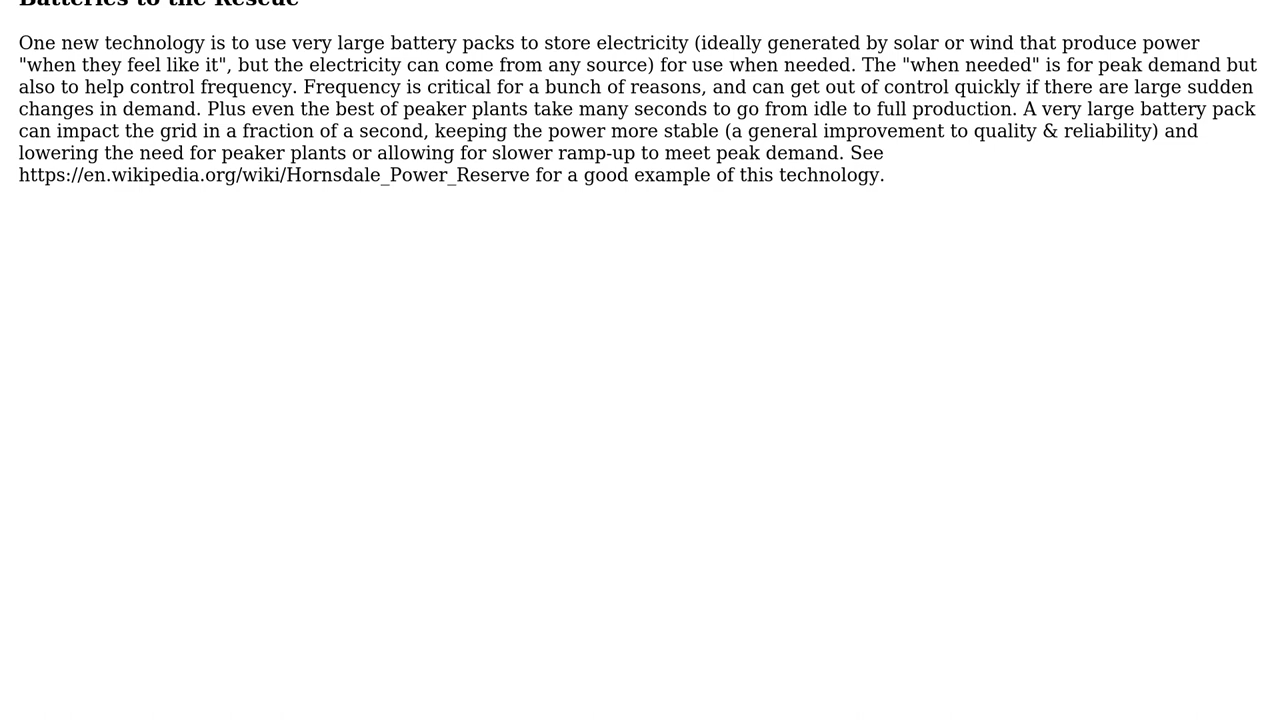 Batteries to the Rescue
One new technology is to use very large battery packs to store electricity (ideally generated by solar or wind that produce power
"when they feel like it", but the electricity can come from any source) for use when needed. The "when needed" is for peak demand but
also to help control frequency. Frequency is critical for a bunch of reasons, and can get out of control quickly if there are large sudden
changes in demand. Plus even the best of peaker plants take many seconds to go from idle to full production. A very large battery pack
can impact the grid in a fraction of a second, keeping the power more stable (a general improvement to quality & reliability) and
lowering the need for peaker plants or allowing for slower ramp-up to meet peak demand. See
https://en.wikipedia.org/wiki/Hornsdale_Power_Reserve for a good example of this technology.